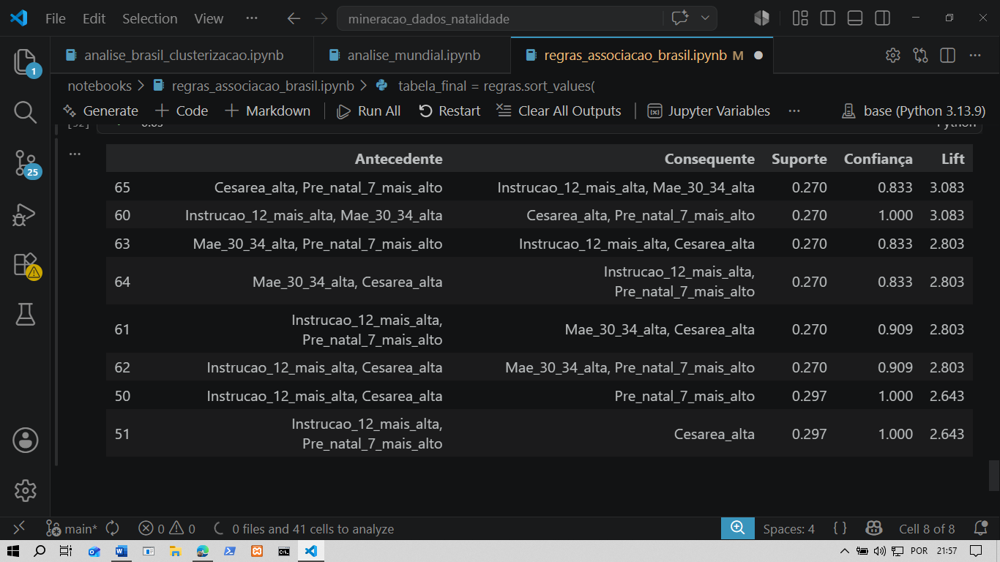 File Edit Selection View ··· mineracao_dados_natalidade
analise_brasil_clusterizacao.ipynb analise_mundial.ipynb regras_associacao_brasil.ipynb M
1
notebooks > regras_associacao_brasil.ipynb > tabela_final = regras.sort_values(
Generate + Code + Markdown Run All Restart Clear All Outputs Jupyter Variables ··· base (Python 3.13.9)
Python
Antecedente Consequente Suporte Confiança Lift
25
65 Cesarea_alta, Pre_natal_7_mais_alto Instrucao_12_mais_alta, Mae_30_34_alta 0.270 0.833 3.083
60 Instrucao_12_mais_alta, Mae_30_34_alta Cesarea_alta, Pre_natal_7_mais_alto 0.270 1.000 3.083
63 Mae_30_34_alta, Pre_natal_7_mais_alto Instrucao_12_mais_alta, Cesarea_alta 0.270 0.833 2.803
64 Mae_30_34_alta, Cesarea_alta Instrucao_12_mais_alta,
Pre_natal_7_mais_alto 0.270 0.833 2.803
61 Instrucao_12_mais_alta,
Pre_natal_7_mais_alto Mae_30_34_alta, Cesarea_alta 0.270 0.909 2.803
62 Instrucao_12_mais_alta, Cesarea_alta Mae_30_34_alta, Pre_natal_7_mais_alto 0.270 0.909 2.803
50 Instrucao_12_mais_alta, Cesarea_alta Pre_natal_7_mais_alto 0.297 1.000 2.643
51 Instrucao_12_mais_alta,
Pre_natal_7_mais_alto Cesarea_alta 0.297 1.000 2.643
main* 0 0 0 files and 41 cells to analyze Spaces: 4 { } Cell 8 of 8
POR 21:57